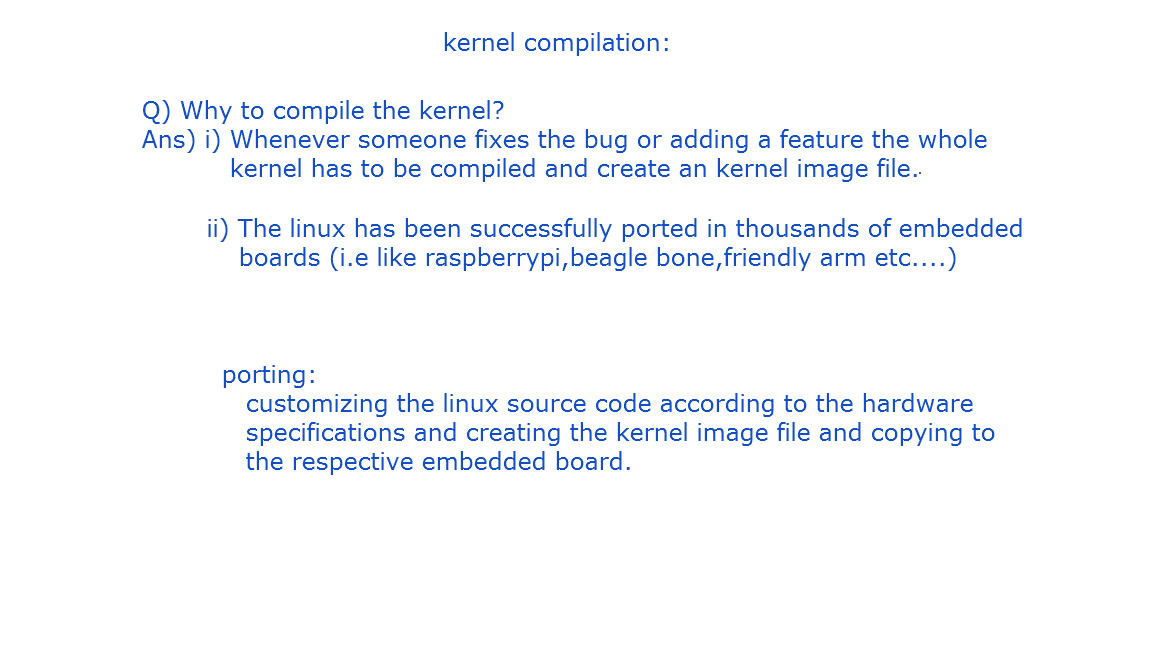 kernel compilation:
Q) Why to compile the kernel?
Ans) i) Whenever someone fixes the bug or adding a feature the whole
kernel has to be compiled and create an kernel image file.
ii) The linux has been successfully ported in thousands of embedded
boards (i.e like raspberrypi,beagle bone,friendly arm etc....)
porting:
customizing the linux source code according to the hardware
specifications and creating the kernel image file and copying to
the respective embedded board.